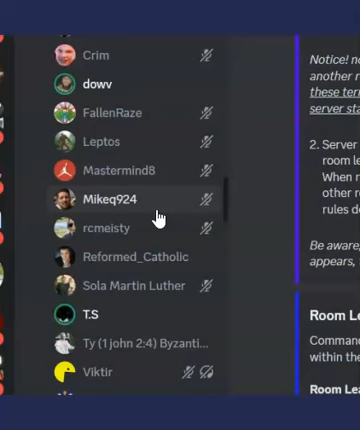 Crim
dowv
FallenRaze
Leptos
Mastermind8
Mikeq924
rcmeisty
Reformed_Catholic
Sola Martin Luther
T.S
Ty (1 john 2:4) Byzanti...
Viktir
Notice! n
another r
these ter
server sta
2. Server
room le
When r
other r
rules d
Be aware,
appears,
Room Le
Comman
within the
Room Lea